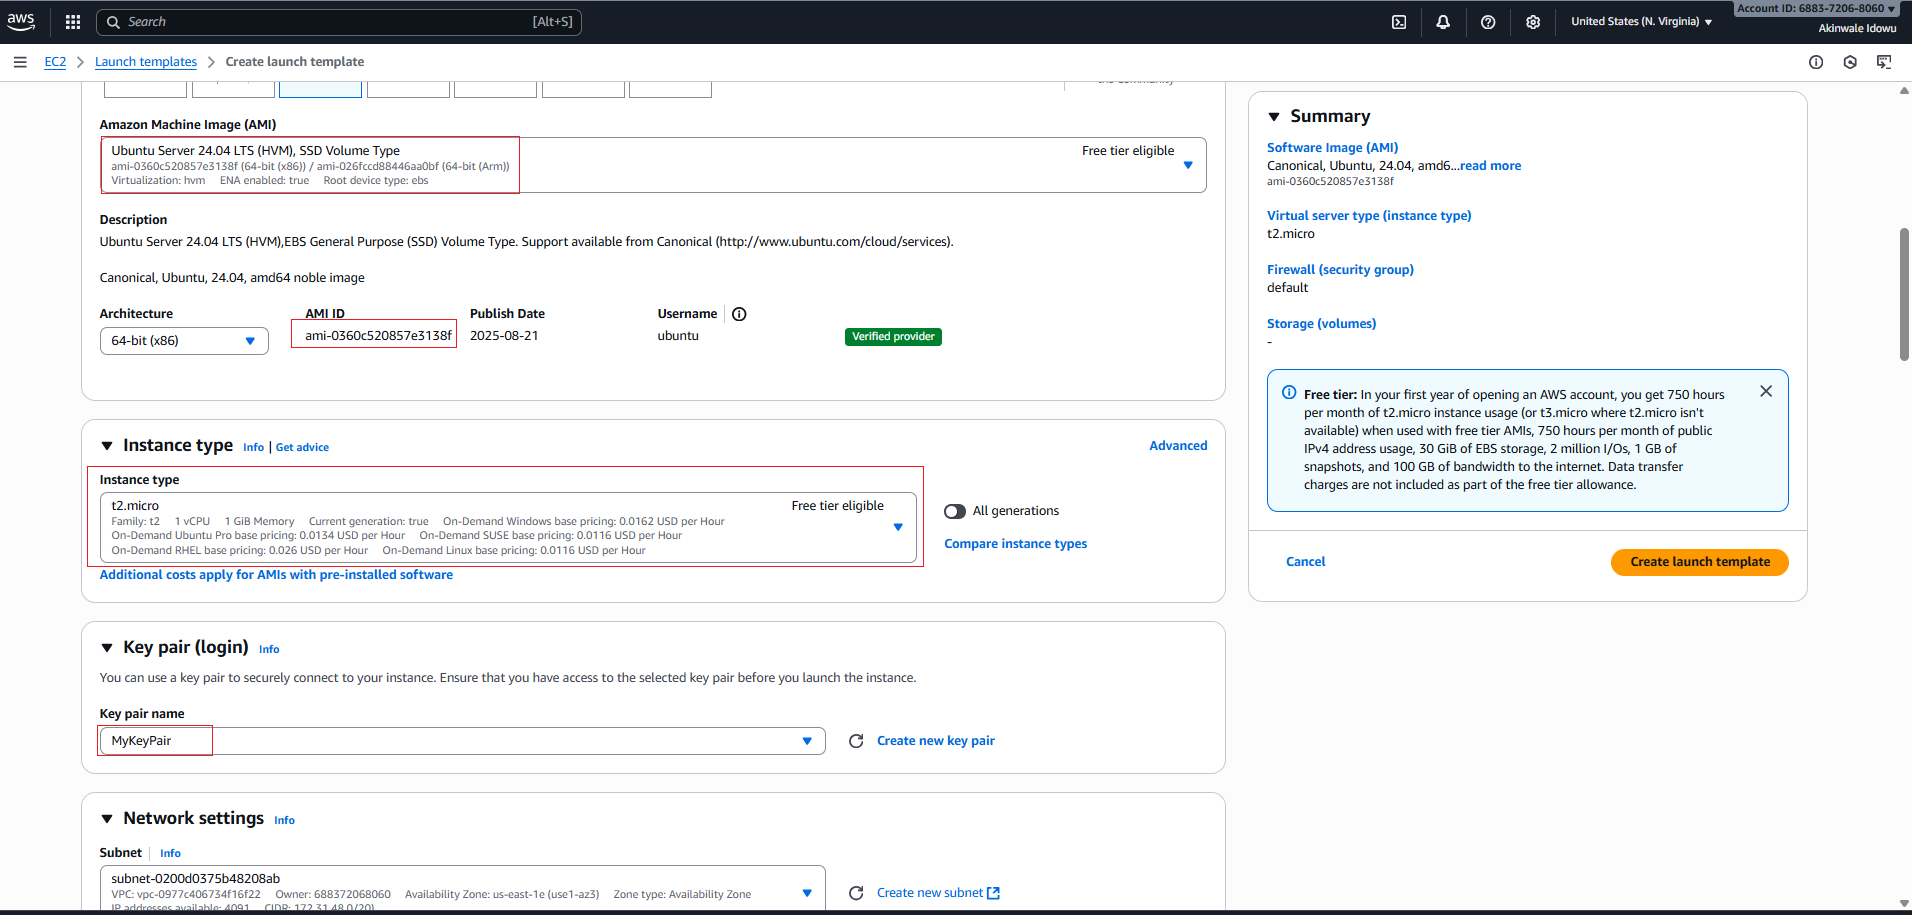 aws
Search
[Alt+S]
United States (N. Virginia)
Account ID: 6883-7206-8060
Akinwale Idowu
EC2
Launch templates
Create launch template
Amazon Machine Image (AMI)
Ubuntu Server 24.04 LTS (HVM), SSD Volume Type
Free tier eligible
ami-0360c520857e3138f (64-bit (x86)) / ami-026fccd88446aa0bf (64-bit (Arm))
Virtualization: hvm ENA enabled: true Root device type: ebs
Description
Ubuntu Server 24.04 LTS (HVM),EBS General Purpose (SSD) Volume Type. Support available from Canonical (http://www.ubuntu.com/cloud/services).
Canonical, Ubuntu, 24.04, amd64 noble image
Architecture AMI ID Publish Date Username
64-bit (x86) ami-0360c520857e3138f 2025-08-21 ubuntu Verified provider
Instance type Info | Get advice
Advanced
Instance type
t2.micro
Free tier eligible
Family: t2 1 vCPU 1 GiB Memory Current generation: true On-Demand Windows base pricing: 0.0162 USD per Hour
On-Demand Ubuntu Pro base pricing: 0.0134 USD per Hour On-Demand SUSE base pricing: 0.0116 USD per Hour
On-Demand RHEL base pricing: 0.026 USD per Hour On-Demand Linux base pricing: 0.0116 USD per Hour
All generations
Compare instance types
Additional costs apply for AMIs with pre-installed software
Key pair (login) Info
You can use a key pair to securely connect to your instance. Ensure that you have access to the selected key pair before you launch the instance.
Key pair name
MyKeyPair
Create new key pair
Network settings Info
Subnet Info
subnet-0200d0375b48208ab
VPC: vpc-0977c406734f16f22 Owner: 688372068060 Availability Zone: us-east-1e (use1-az3) Zone type: Availability Zone
IP addresses available: 4091 CIDR: 172.31.48.0/20)
Create new subnet
Summary
Software Image (AMI)
Canonical, Ubuntu, 24.04, amd6...read more
ami-0360c520857e3138f
Virtual server type (instance type)
t2.micro
Firewall (security group)
default
Storage (volumes)
-
Free tier: In your first year of opening an AWS account, you get 750 hours
per month of t2.micro instance usage (or t3.micro where t2.micro isn't
available) when used with free tier AMIs, 750 hours per month of public
IPv4 address usage, 30 GiB of EBS storage, 2 million I/Os, 1 GB of
snapshots, and 100 GB of bandwidth to the internet. Data transfer
charges are not included as part of the free tier allowance.
Cancel
Create launch template